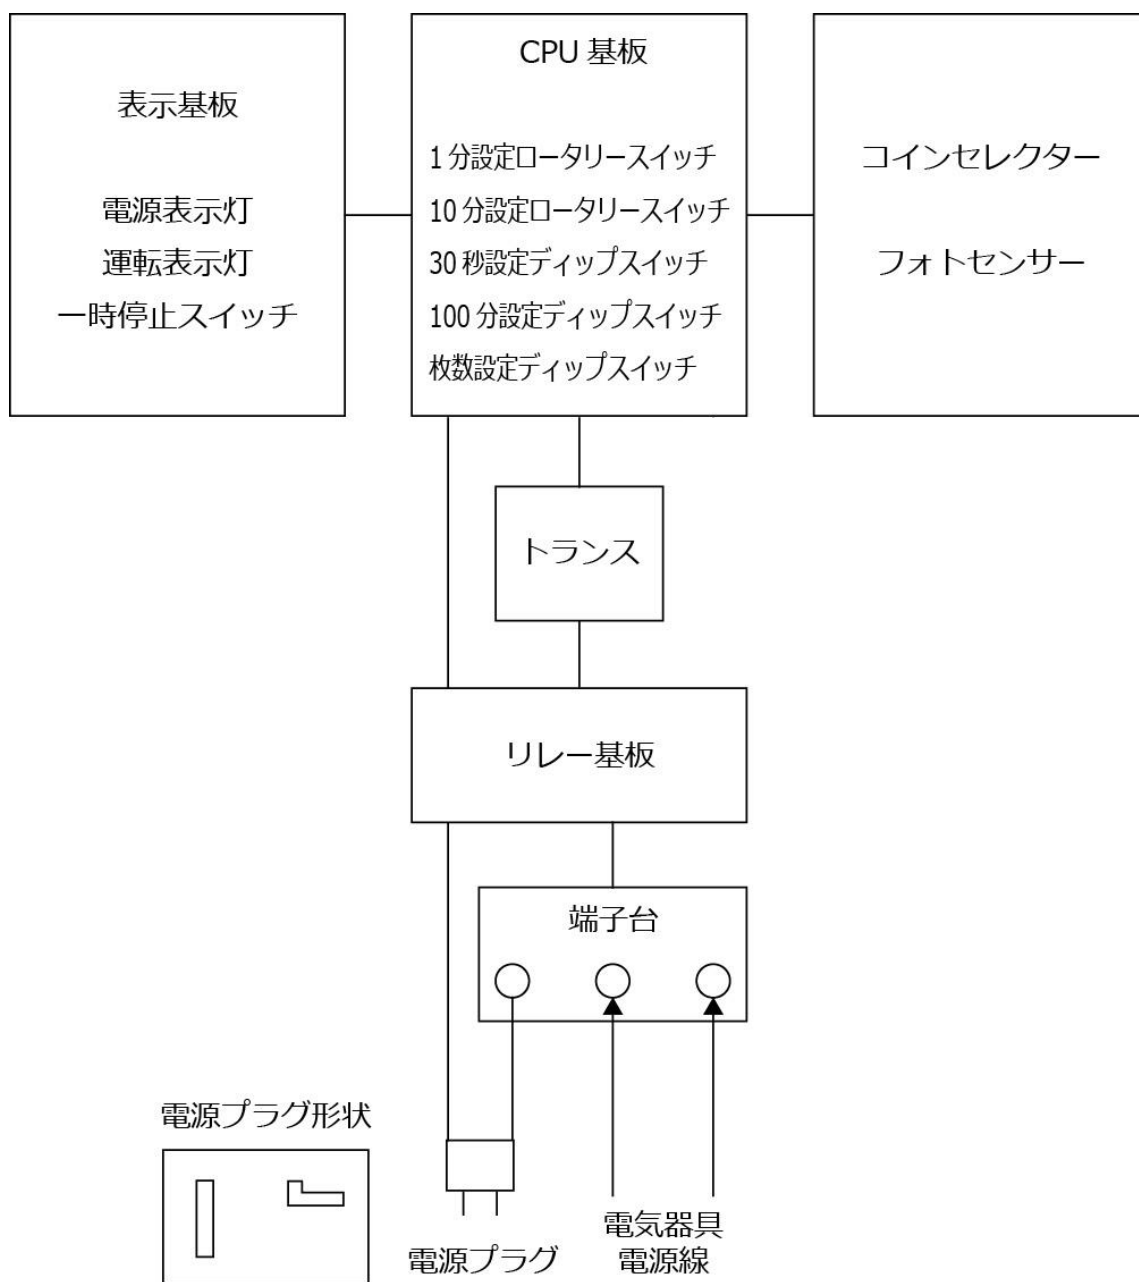 表示基板
電源表示灯
運転表示灯
一時停止スイッチ
CPU 基板
1 分設定ロータリースイッチ
10 分設定ロータリースイッチ
30 秒設定ディップスイッチ
100 分設定ディップスイッチ
枚数設定ディップスイッチ
コインセレクター
フォトセンサー
トランス
リレー基板
端子台
電源プラグ形状
電源プラグ
電気器具
電源線